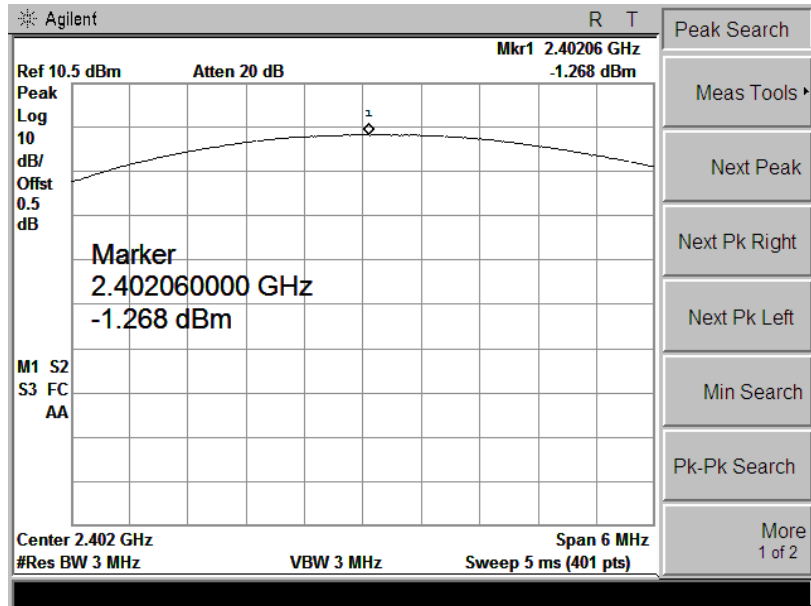 Agilent R T
Mkr1 2.40206 GHz
Ref 10.5 dBm Atten 20 dB -1.268 dBm
Peak
Log
10
dB/
Offst
0.5
dB
1
Marker
2.402060000 GHz
-1.268 dBm
M1 S2
S3 FC
AA
Center 2.402 GHz Span 6 MHz
#Res BW 3 MHz VBW 3 MHz Sweep 5 ms (401 pts)
Peak Search
Meas Tools
Next Peak
Next Pk Right
Next Pk Left
Min Search
Pk-Pk Search
More
1 of 2